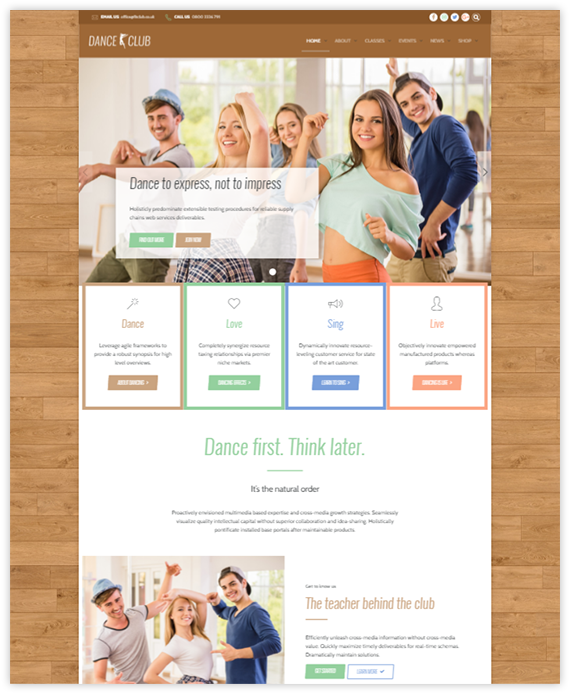 EMAIL US: office@thclub.co.uk CALL US: 0800 2336 799
DANCE CLUB
HOME ABOUT CLASSES EVENTS NEWS SHOP
Dance to express, not to impress
Holisticly predominate extensible testing procedures for reliable supply
chains web services deliverables.
FIND OUT MORE JOIN NOW
Dance
Leverage agile frameworks to
provide a robust synopsis for high
level overviews.
ABOUT DANCING
Love
Completely synergize resource
taxing relationships via premier
niche markets.
DANCING EFFECTS
Sing
Dynamically innovate resource-
leveling customer service for state
of the art customer.
LEARN TO SING
Live
Objectively innovate empowered
manufactured products whereas
platforms.
DANCING IS LIFE
Dance first. Think later.
It's the natural order
Proactively envisioned multimedia based expertise and cross-media growth strategies. Seamlessly
visualize quality intellectual capital without superior collaboration and idea-sharing. Holistically
pontificate installed base portals after maintainable products.
Get to know us
The teacher behind the club
Efficiently unleash cross-media information without cross-media
value. Quickly maximize timely deliverables for real-time schemas.
Dramatically maintain solutions.
GET STARTED LEARN MORE